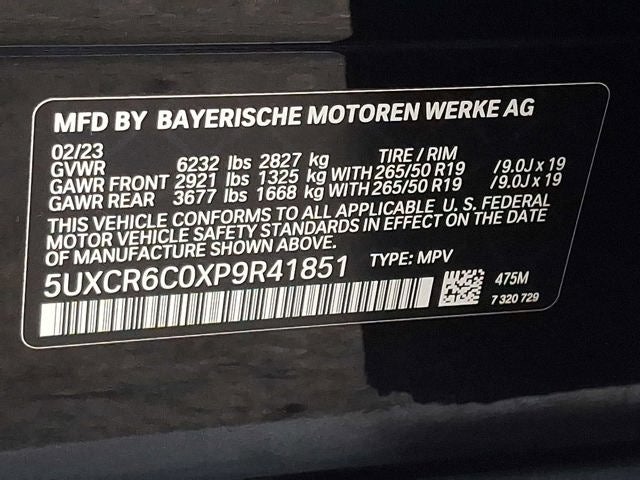 MFD BY BAYERISCHE MOTOREN WERKE AG
02/23 TIRE / RIM
GVWR 6232 lbs 2827 kg
GAWR FRONT 2921 lbs 1325 kg WITH 265/50 R19 /9.0J x 19
GAWR REAR 3677 lbs 1668 kg WITH 265/50 R19 /9.0J x 19
THIS VEHICLE CONFORMS TO ALL APPLICABLE U.S. FEDERAL
MOTOR VEHICLE SAFETY STANDARDS IN EFFECT ON THE DATE
OF MANUFACTURE SHOWN ABOVE.
5UXCR6C0XP9R41851 TYPE: MPV
475M
7 320 729